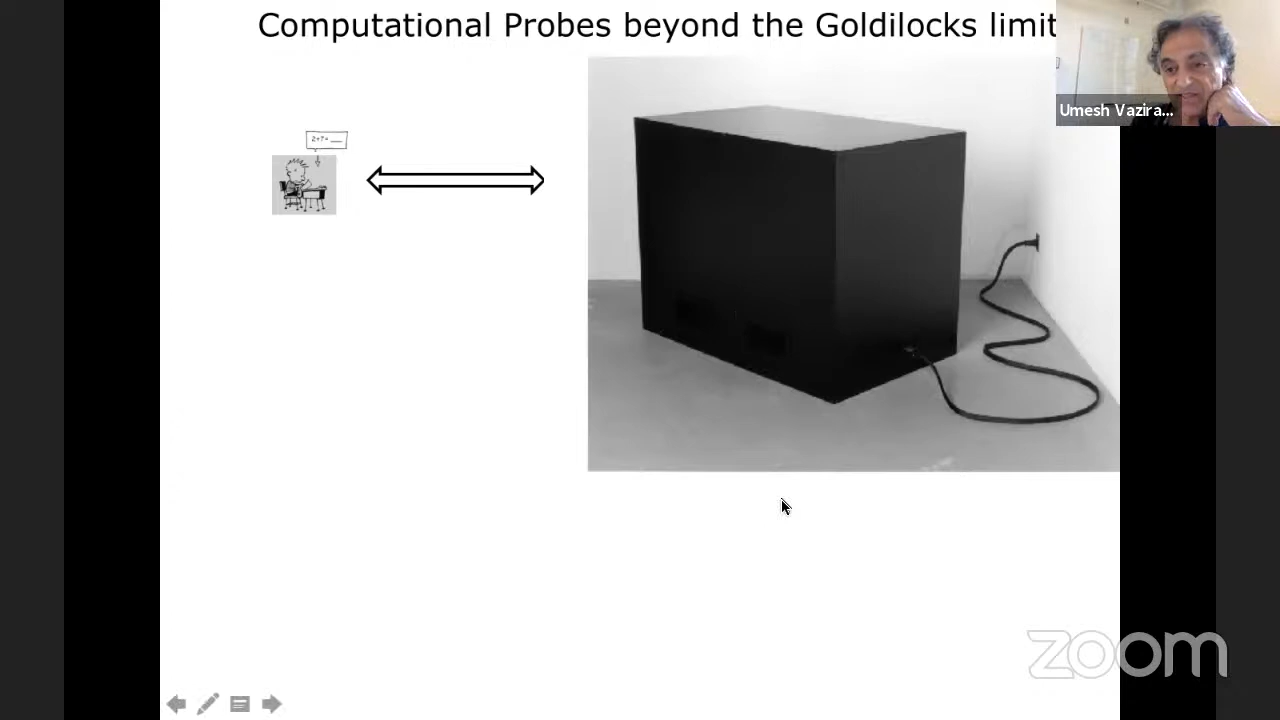 Computational Probes beyond the Goldilocks limit
Umesh Vazira...
zoom